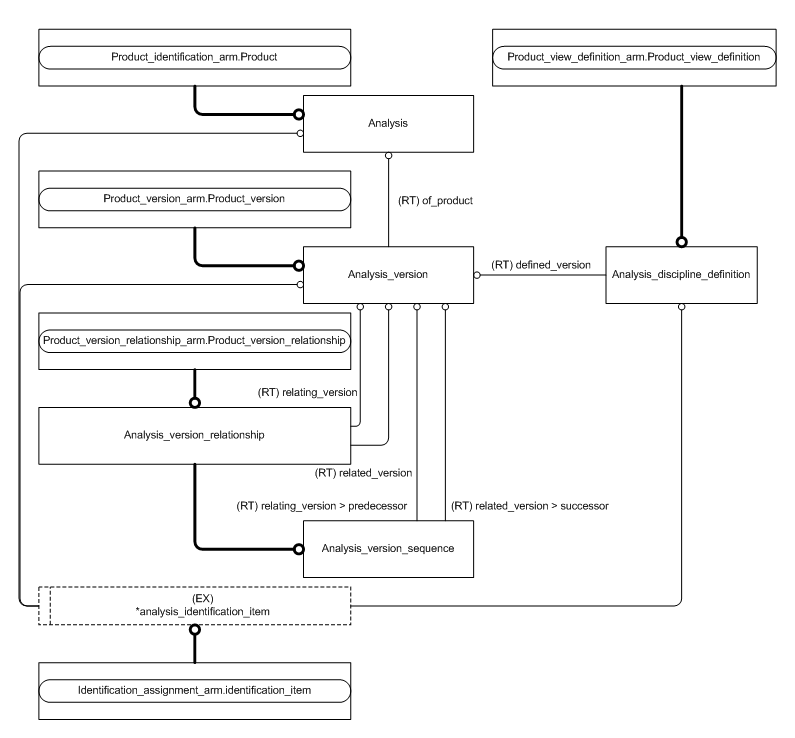 Product_identification_arm.Product
Product_view_definition_arm.Product_view_definition
Analysis
Product_version_arm.Product_version
(RT) of_product
Analysis_version
(RT) defined_version
Analysis_discipline_definition
Product_version_relationship_arm.Product_version_relationship
(RT) relating_version
Analysis_version_relationship
(RT) related_version
(RT) relating_version > predecessor
(RT) related_version > successor
Analysis_version_sequence
(EX)
*analysis_identification_item
Identification_assignment_arm.identification_item